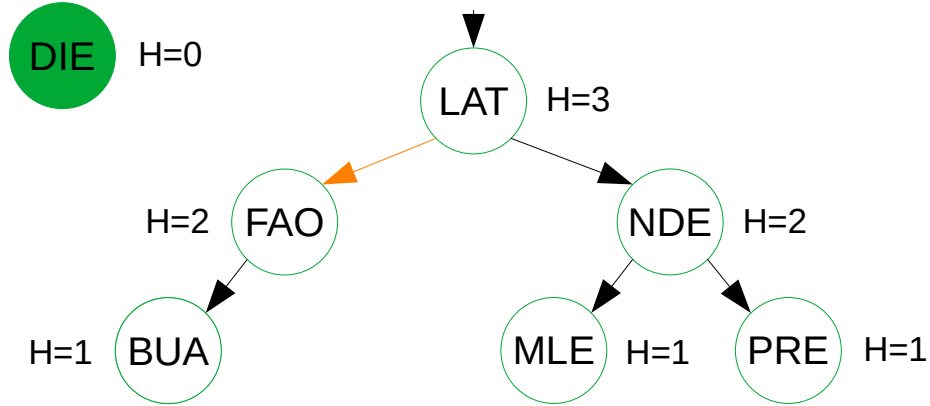 DIE H=0
LAT H=3
H=2 FAO
NDE H=2
H=1 BUA
MLE H=1
PRE H=1